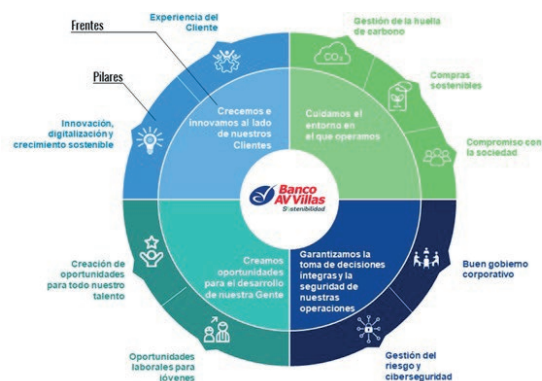 Frentes
Pilares
Experiencia del
Cliente
Innovación,
digitalización y
crecimiento sostenible
Crecemos e
innovamos al lado
de nuestros
Clientes
Gestión de la huella
de carbono
CO₂
Compras
sostenibles
Compromiso con
la sociedad
Cuidamos el
entorno en
el que operamos
Banco
AV Villas
Sostenibilidad
Creación de
oportunidades
para todo nuestro
talento
Oportunidades
laborales para
jóvenes
Creamos
oportunidades
para el desarrollo
de nuestra Gente
Garantizamos la
toma de decisiones
íntegras y la
seguridad de
nuestras
operaciones
Buen gobierno
corporativo
Gestión del
riesgo y
ciberseguridad